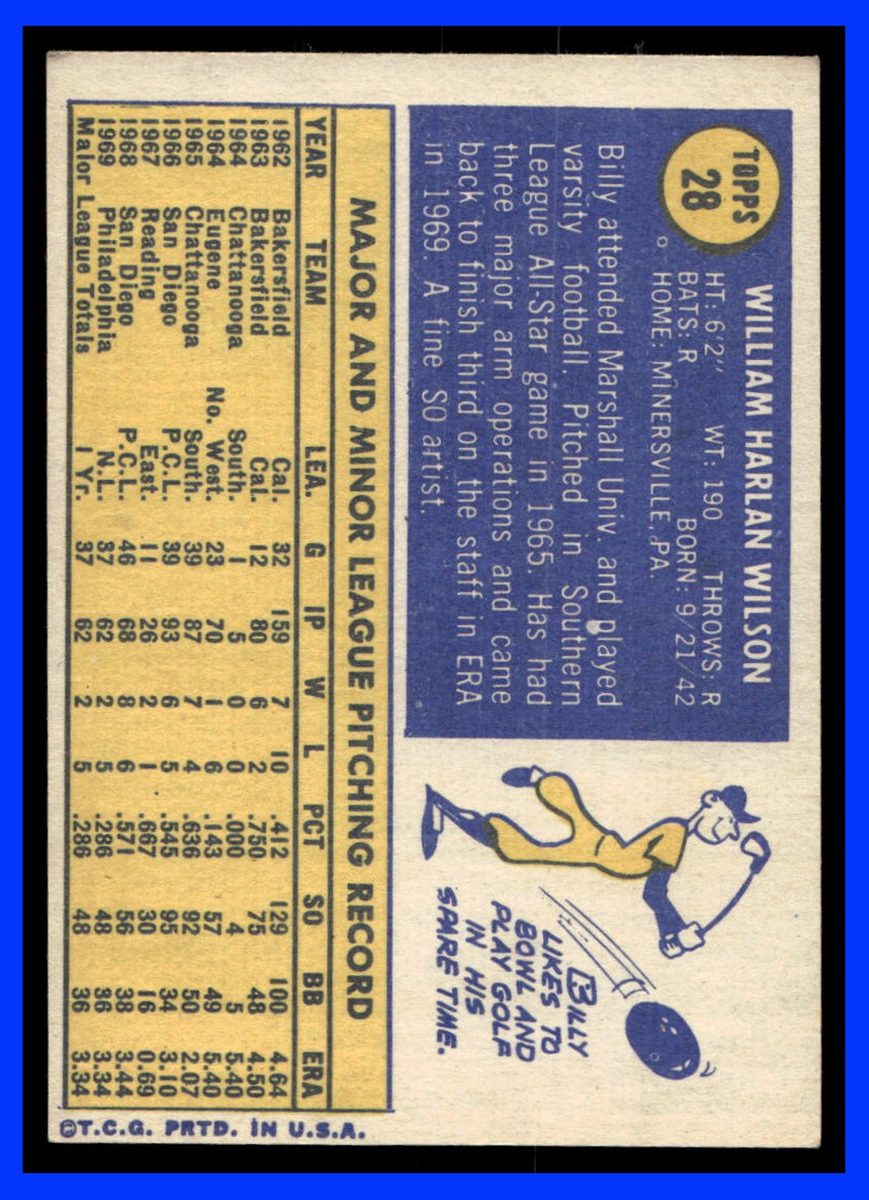 TOPPS
28
WILLIAM HARLAN WILSON
HT: 6'2" WT: 190 THROWS: R
BATS: R BORN: 9/21/42
HOME: MINERSVILLE, PA.
Billy attended Marshall Univ. and played
varsity football. Pitched in Southern
League All-Star game in 1965. Has had
three major arm operations and came
back to finish third on the staff in ERA
in 1969. A fine SO artist.
BILLY
LIKES TO
BOWL AND
PLAY GOLF
IN HIS
SPARE TIME.
MAJOR AND MINOR LEAGUE PITCHING RECORD
YEAR TEAM LEA. G IP W L PCT SO BB ERA
1962 Bakersfield Cal. 32 159 7 10 .412 129 100 4.64
1963 Bakersfield Cal. 12 80 6 2 .750 75 48 4.50
1964 Chattanooga South. 1 5 0 0 .000 4 5 5.40
1964 Eugene No. West. 23 70 1 6 .143 57 49 5.40
1965 Chattanooga South. 39 87 7 4 .636 92 50 2.07
1966 San Diego P.C.L. 39 93 6 5 .545 95 34 3.10
1967 Reading East. 11 26 2 1 .667 30 16 0.69
1968 San Diego P.C.L. 46 68 8 6 .571 56 38 3.44
1969 Philadelphia N.L. 37 62 2 5 .286 48 36 3.34
Major League Totals 1 Yr. 37 62 2 5 .286 48 36 3.34
©T.C.G. PRTD. IN U.S.A.